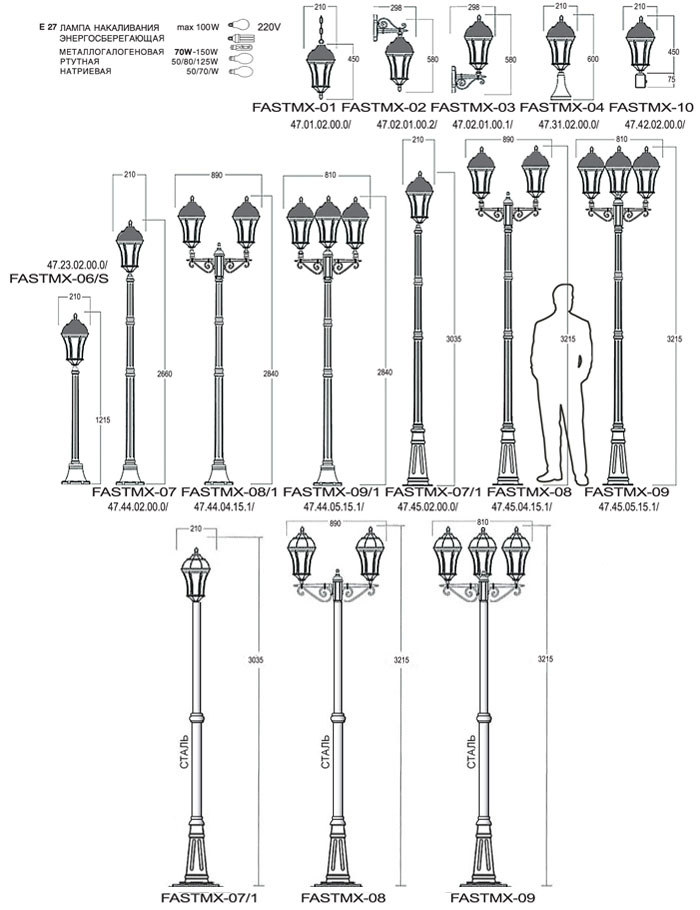 E 27 ЛАМПА НАКАЛИВАНИЯ max 100W 220V
ЭНЕРГОСБЕРЕГАЮЩАЯ
МЕТАЛЛОГАЛОГЕНОВАЯ 70W-150W
РТУТНАЯ 50/80/125W
НАТРИЕВАЯ 50/70/W
210 298 298 210 210
450 580 580 600 450
75
FASTMX-01 FASTMX-02 FASTMX-03 FASTMX-04 FASTMX-10
47.01.02.00.0/ 47.02.01.00.2/ 47.02.01.00.1/ 47.31.02.00.0/ 47.42.02.00.0/
210 890 810 210 890 810
47.23.02.00.0/
FASTMX-06/S
210
1215 2660 2840 2840 3035 3215 3215
FASTMX-07 FASTMX-08/1 FASTMX-09/1 FASTMX-07/1 FASTMX-08 FASTMX-09
47.44.02.00.0/ 47.44.04.15.1/ 47.44.05.15.1/ 47.45.02.00.0/ 47.45.04.15.1/ 47.45.05.15.1/
210 890 810
3035 3215 3215
СТАЛЬ СТАЛЬ СТАЛЬ
FASTMX-07/1 FASTMX-08 FASTMX-09